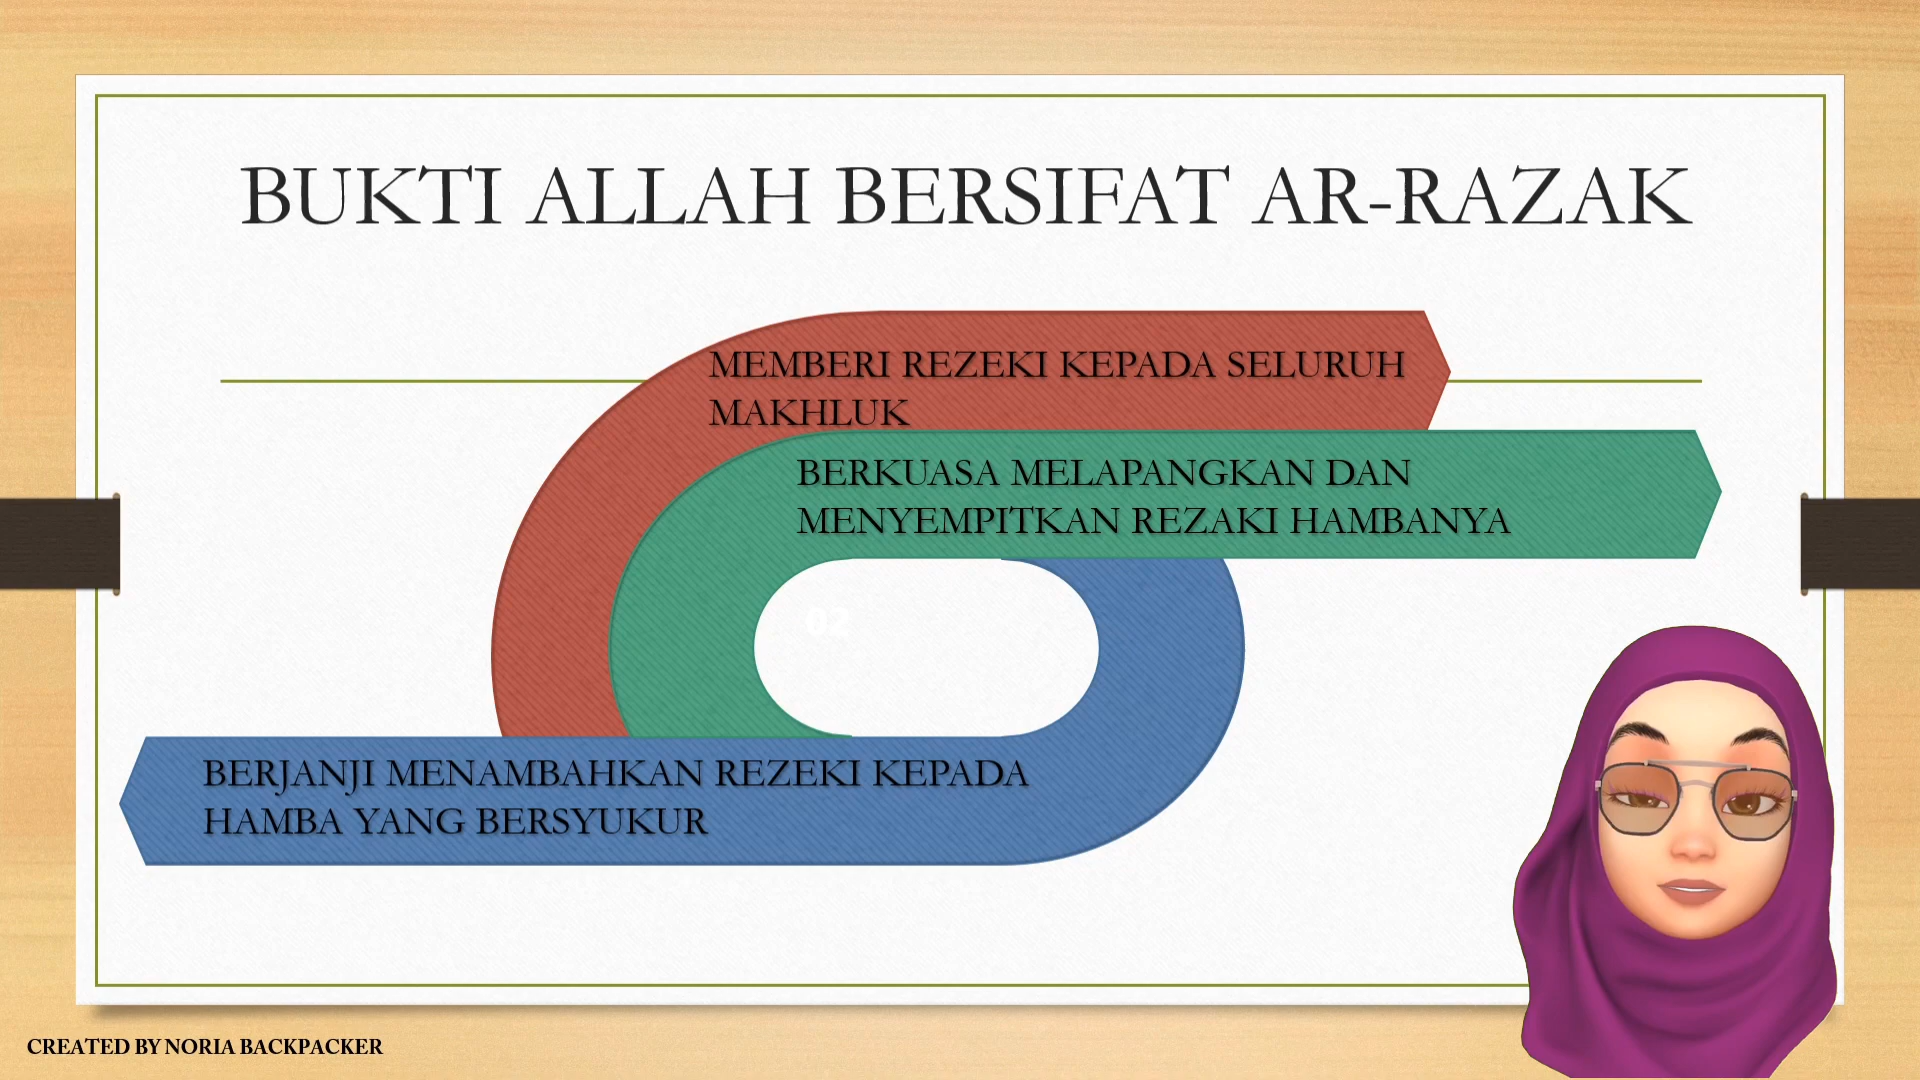 BUKTI ALLAH BERSIFAT AR-RAZAK
MEMBERI REZEKI KEPADA SELURUH
MAKHLUK
BERKUASA MELAPANGKAN DAN
MENYEMPITKAN REZAKI HAMBANYA
02
BERJANJI MENAMBAHKAN REZEKI KEPADA
HAMBA YANG BERSYUKUR
CREATED BY NORIA BACKPACKER